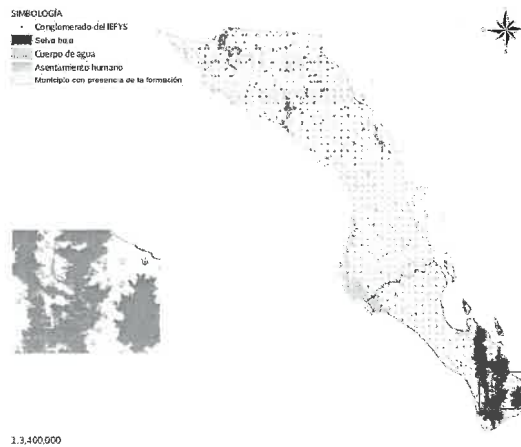 SIMBOLOGÍA
Conglomerado del IEFYS
Selva baja
Cuerpo de agua
Asentamiento humano
Municipio con presencia de la formación
1:3,400,000